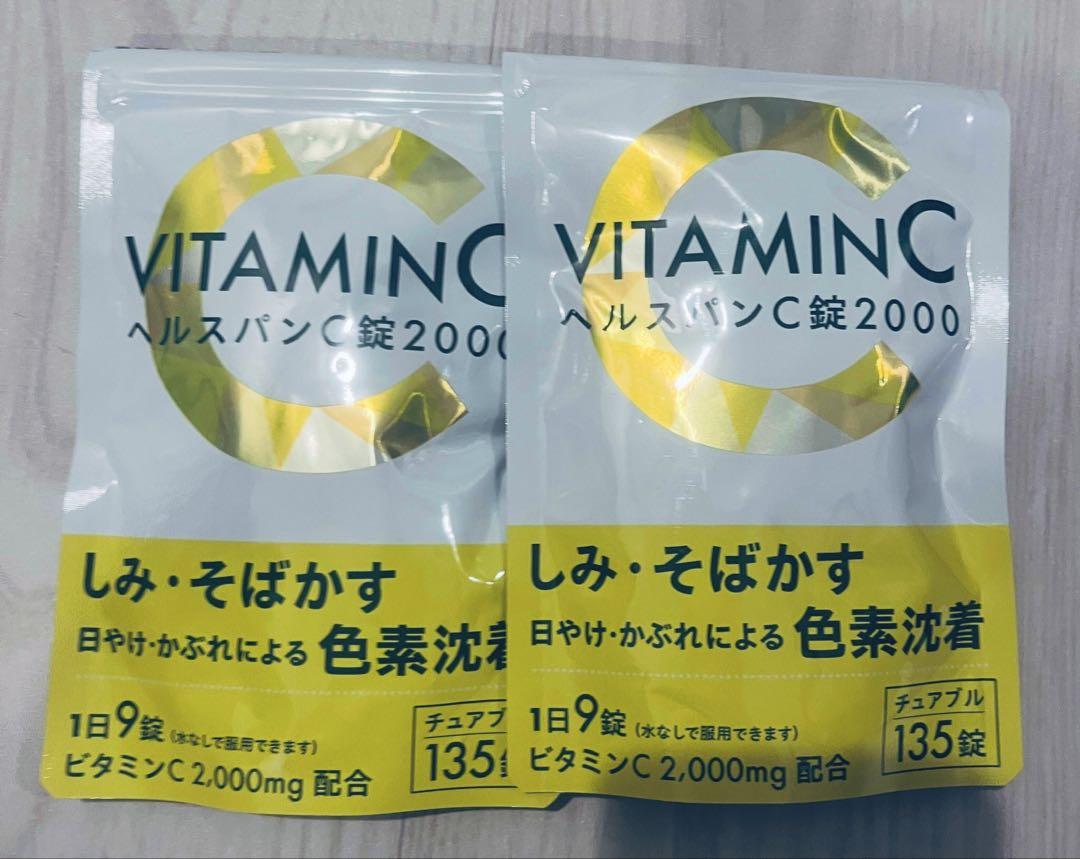 VITAMINC
ヘルスパンC錠2000
しみ・そばかす
日やけ・かぶれによる 色素沈着
1日9錠 (水なしで服用できます)
ビタミンC 2,000mg 配合
チュアブ
135錠
VITAMINC
ヘルスパンC錠2000
しみ・そばかす
日やけ・かぶれによる 色素沈着
1日9錠 (水なしで服用できます)
ビタミンC 2,000mg 配合
チュアブル
135錠